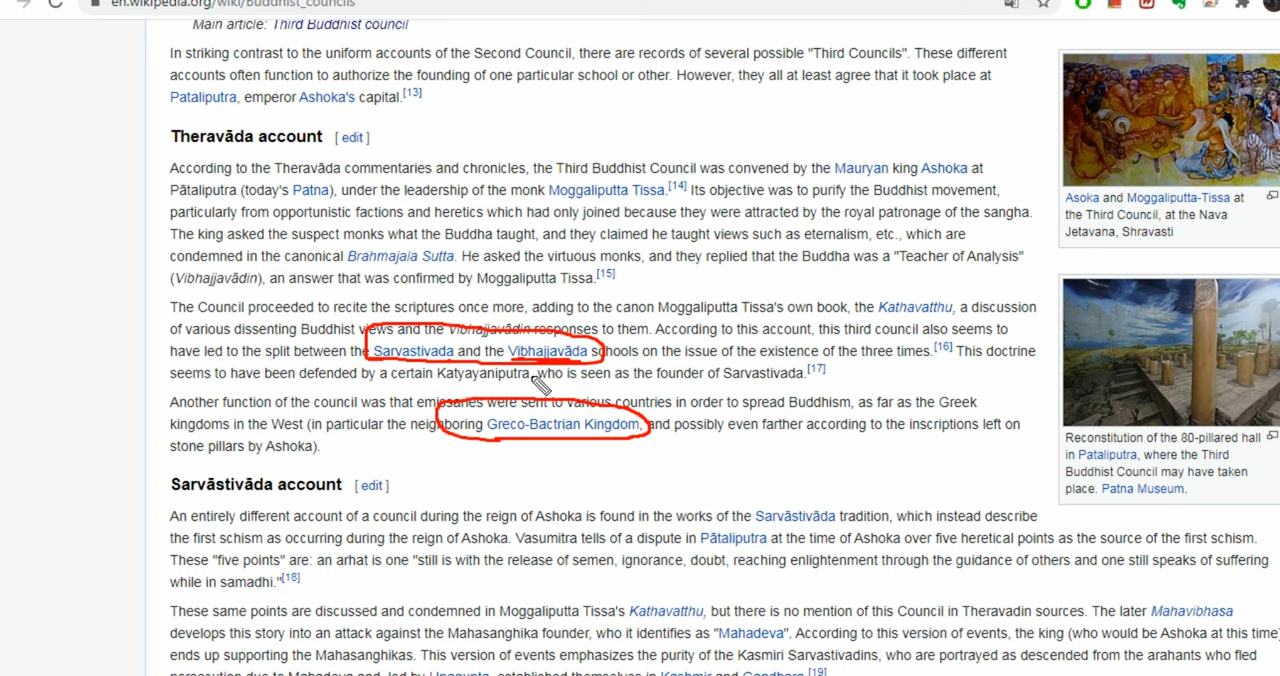 en.wikipedia.org/wiki/Buddhist_councils
Main article: Third Buddhist council
In striking contrast to the uniform accounts of the Second Council, there are records of several possible "Third Councils". These different
accounts often function to authorize the founding of one particular school or other. However, they all at least agree that it took place at
Pataliputra, emperor Ashoka's capital.[13]
Theravāda account [ edit ]
According to the Theravāda commentaries and chronicles, the Third Buddhist Council was convened by the Mauryan king Ashoka at
Pātaliputra (today's Patna), under the leadership of the monk Moggaliputta Tissa.[14] Its objective was to purify the Buddhist movement,
particularly from opportunistic factions and heretics which had only joined because they were attracted by the royal patronage of the sangha.
The king asked the suspect monks what the Buddha taught, and they claimed he taught views such as eternalism, etc., which are
condemned in the canonical Brahmajala Sutta. He asked the virtuous monks, and they replied that the Buddha was a "Teacher of Analysis"
(Vibhajjavādin), an answer that was confirmed by Moggaliputta Tissa.[15]
The Council proceeded to recite the scriptures once more, adding to the canon Moggaliputta Tissa's own book, the Kathavatthu, a discussion
of various dissenting Buddhist views and the Vibhajjavādin responses to them. According to this account, this third council also seems to
have led to the split between the Sarvastivada and the Vibhajjavāda schools on the issue of the existence of the three times.[16] This doctrine
seems to have been defended by a certain Katyayaniputra, who is seen as the founder of Sarvastivada.[17]
Another function of the council was that emissaries were sent to various countries in order to spread Buddhism, as far as the Greek
kingdoms in the West (in particular the neighboring Greco-Bactrian Kingdom, and possibly even farther according to the inscriptions left on
stone pillars by Ashoka).
Sarvāstivāda account [ edit ]
An entirely different account of a council during the reign of Ashoka is found in the works of the Sarvāstivāda tradition, which instead describe
the first schism as occurring during the reign of Ashoka. Vasumitra tells of a dispute in Pātaliputra at the time of Ashoka over five heretical points as the source of the first schism.
These "five points" are: an arhat is one "still is with the release of semen, ignorance, doubt, reaching enlightenment through the guidance of others and one still speaks of suffering
while in samadhi."[18]
These same points are discussed and condemned in Moggaliputta Tissa's Kathavatthu, but there is no mention of this Council in Theravadin sources. The later Mahavibhasa
develops this story into an attack against the Mahasanghika founder, who it identifies as "Mahadeva". According to this version of events, the king (who would be Ashoka at this time)
ends up supporting the Mahasanghikas. This version of events emphasizes the purity of the Kasmiri Sarvastivadins, who are portrayed as descended from the arahants who fled
persecution due to Mahadeva and, led by Upagupta, established themselves in Kashmir and Gandhara.[19]
Asoka and Moggaliputta-Tissa at
the Third Council, at the Nava
Jetavana, Shravasti
Reconstitution of the 80-pillared hall
in Pataliputra, where the Third
Buddhist Council may have taken
place. Patna Museum.